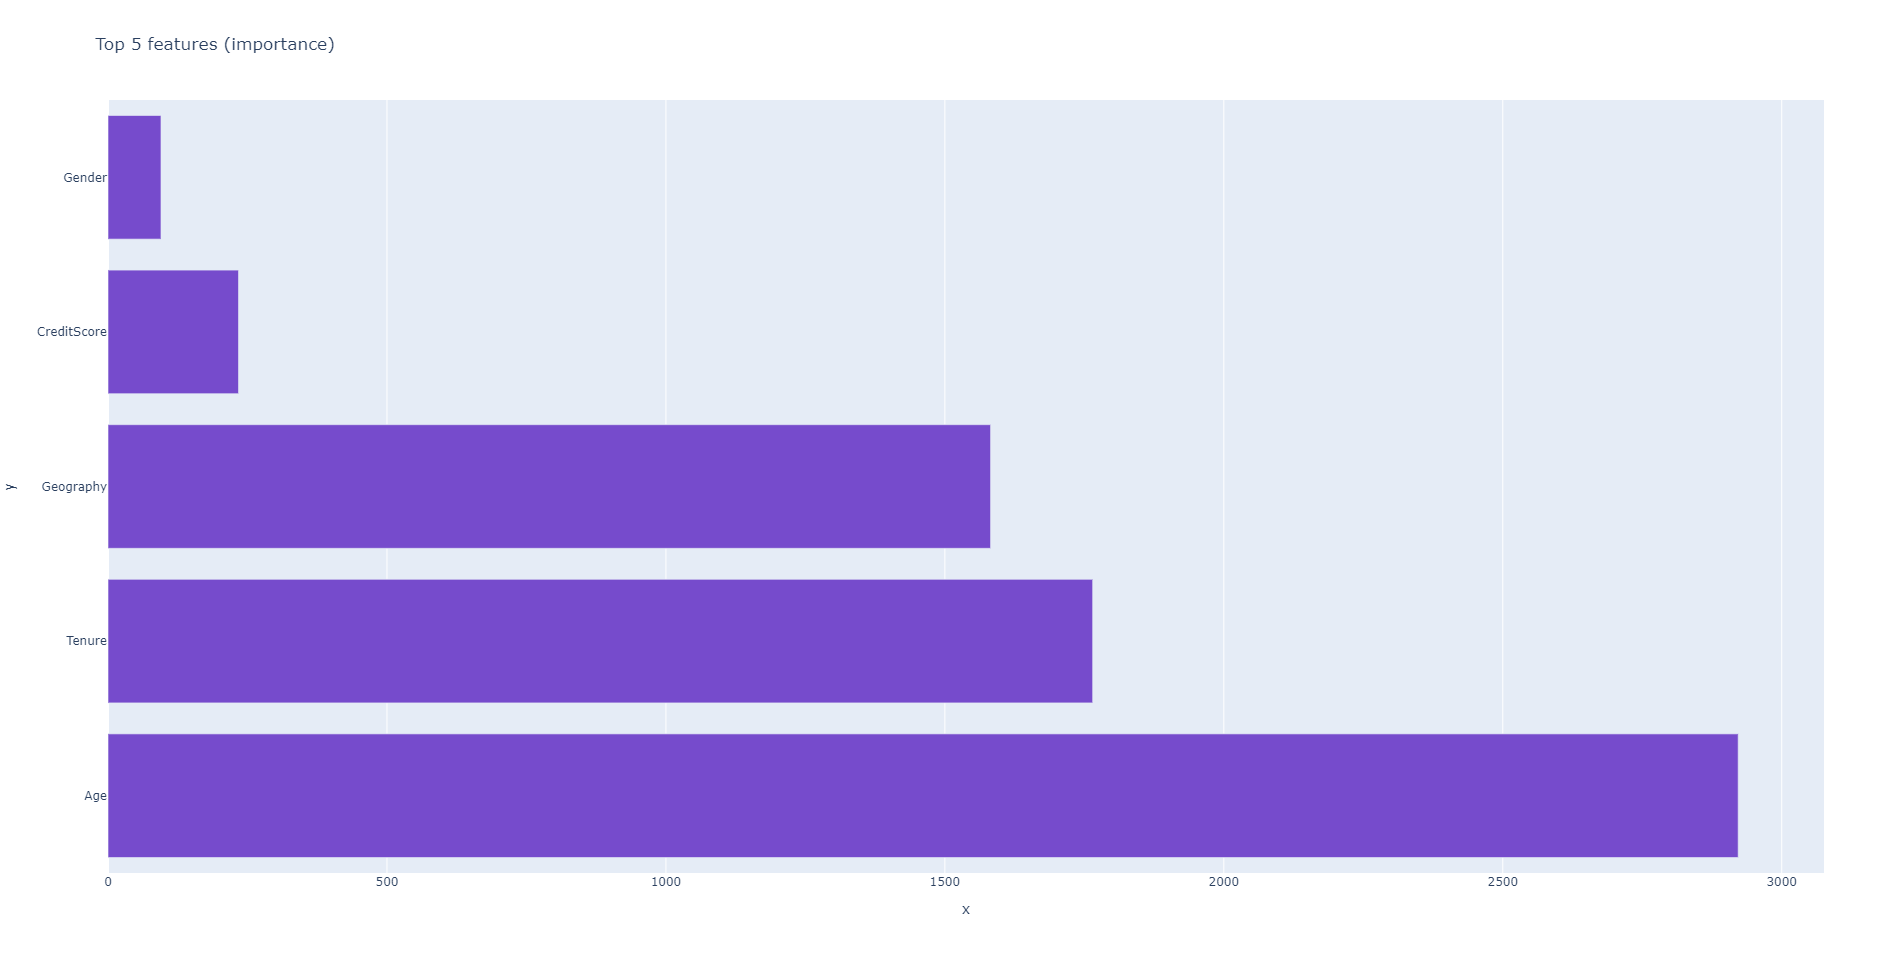 Top 5 features (importance)
Gender
CreditScore
Geography
Tenure
Age
y
0 500 1000 1500 2000 2500 3000
x